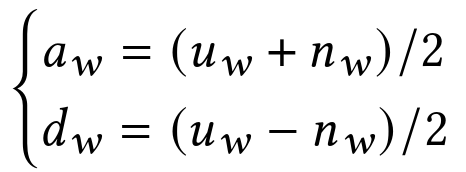 a_w = (u_w + n_w)/2
d_w = (u_w − n_w)/2